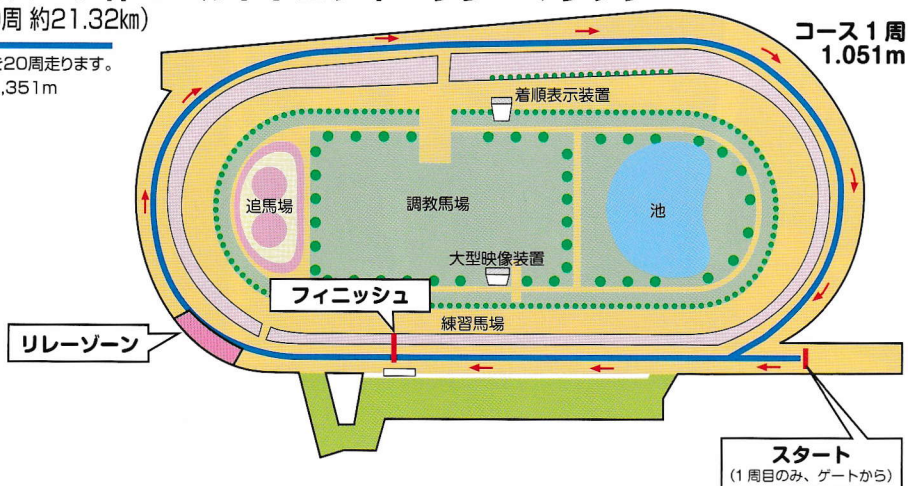 周 約21.32km)
を20周走ります。
,351m
コース1周
1.051m
着順表示装置
追馬場
調教馬場
池
大型映像装置
フィニッシュ
練習馬場
リレーゾーン
スタート
(1周目のみ、ゲートから)